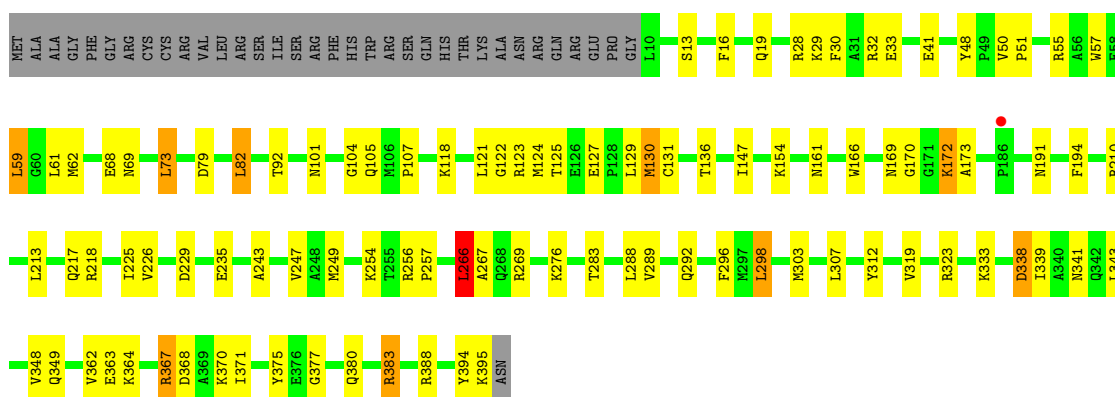 MET ALA ALA GLY PHE GLY ARG CYS CYS ARG VAL LEU ARG SER ILE SER ARG PHE HIS TRP ARG SER GLN HIS THR LYS ALA ASN ARG GLN ARG GLU PRO GLY L10 S13 F16 Q19 R28 K29 F30 A31 R32 E33 E41 Y48 P49 V50 P51 R55 A56 W57 E58
L59 G60 L61 M62 E68 N69 L73 D79 L82 T92 N101 G104 Q105 M106 P107 K118 L121 G122 R123 M124 T125 E126 E127 P128 L129 M130 C131 T136 I147 K154 N161 W166 N169 G170 G171 K172 A173 P186 N191 F194 R210
L213 Q217 R218 I225 V226 D229 E235 A243 V247 A248 M249 K254 T255 R256 P257 L266 A267 Q268 R269 K276 T283 L288 V289 Q292 F296 M297 L298 M303 L307 Y312 V319 R323 K333 D338 I339 A340 N341 Q342
V348 Q349 V362 E363 K364 R367 D368 A369 K370 I371 Y375 E376 G377 Q380 R383 R388 Y394 K395 ASN